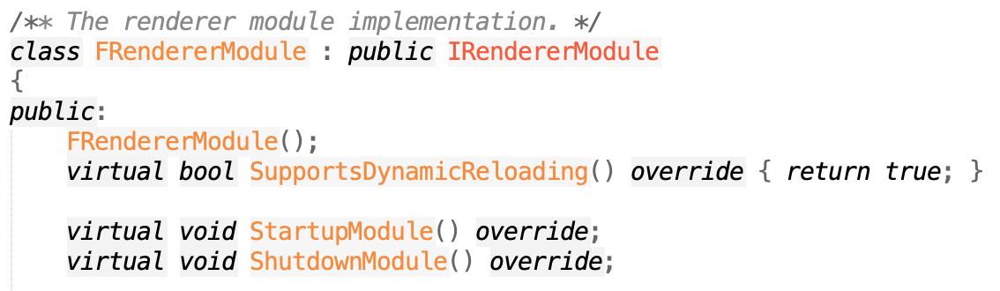 /** The renderer module implementation. */
class FRendererModule : public IRendererModule
{
public:
    FRendererModule();
    virtual bool SupportsDynamicReloading() override { return true; }

    virtual void StartupModule() override;
    virtual void ShutdownModule() override;